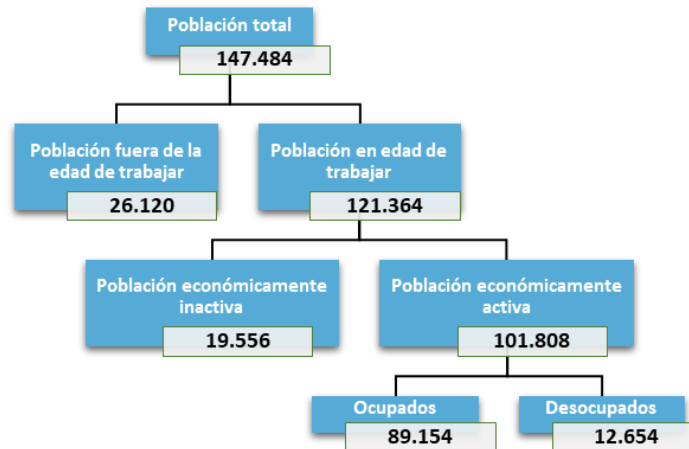 Población total
147.484
Población fuera de la
edad de trabajar
26.120
Población en edad de
trabajar
121.364
Población económicamente
inactiva
19.556
Población económicamente
activa
101.808
Ocupados
89.154
Desocupados
12.654